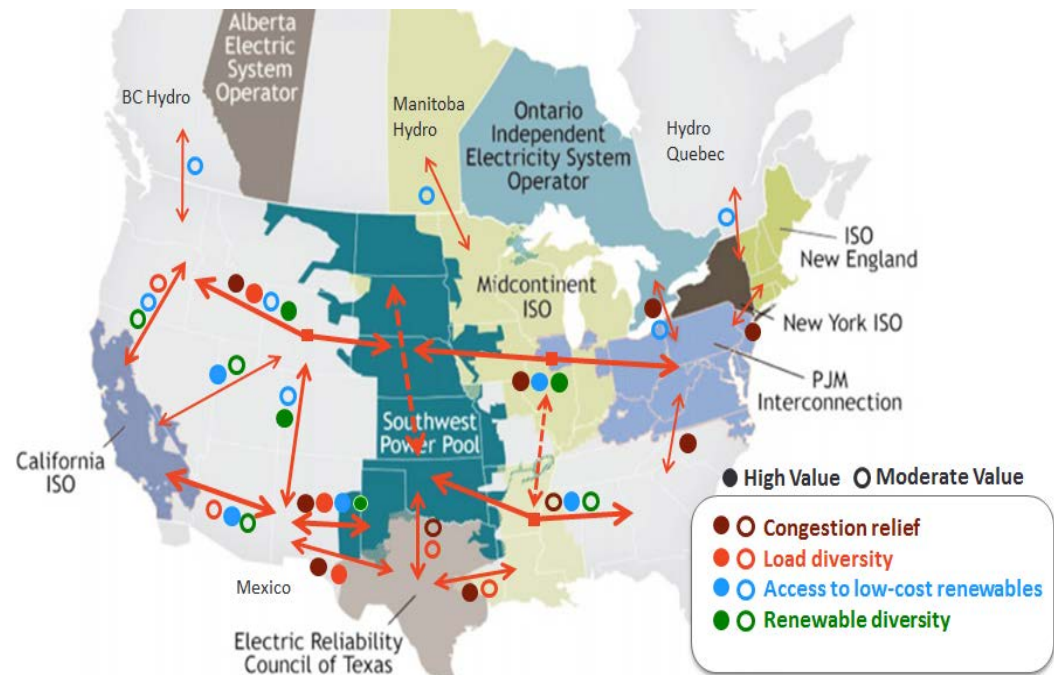 Alberta
Electric
System
Operator
BC Hydro
Manitoba
Hydro
Ontario
Independent
Electricity System
Operator
Hydro
Quebec
ISO
New England
Midcontinent
ISO
New York ISO
PJM
Interconnection
Southwest
Power Pool
California
ISO
High Value
Moderate Value
Congestion relief
Load diversity
Access to low-cost renewables
Renewable diversity
Mexico
Electric Reliability
Council of Texas